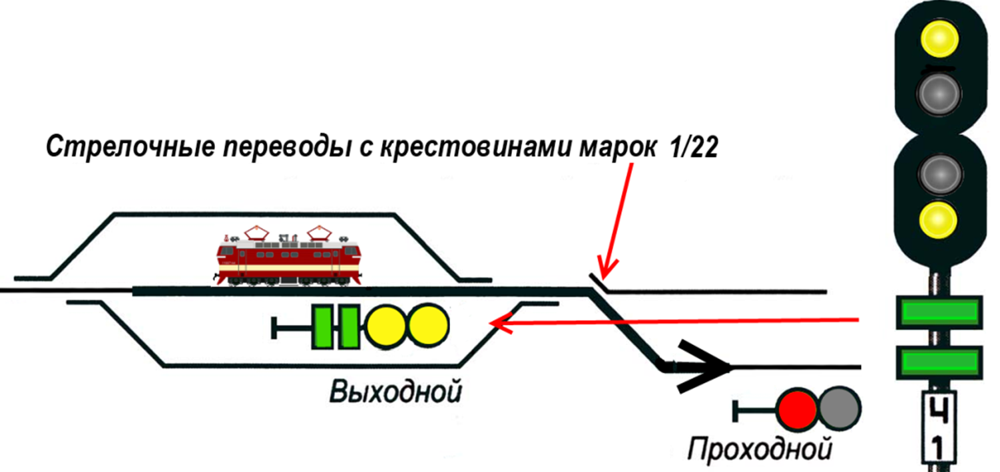 Стрелочные переводы с крестовинами марок 1/22
Выходной
Проходной
Ч
1